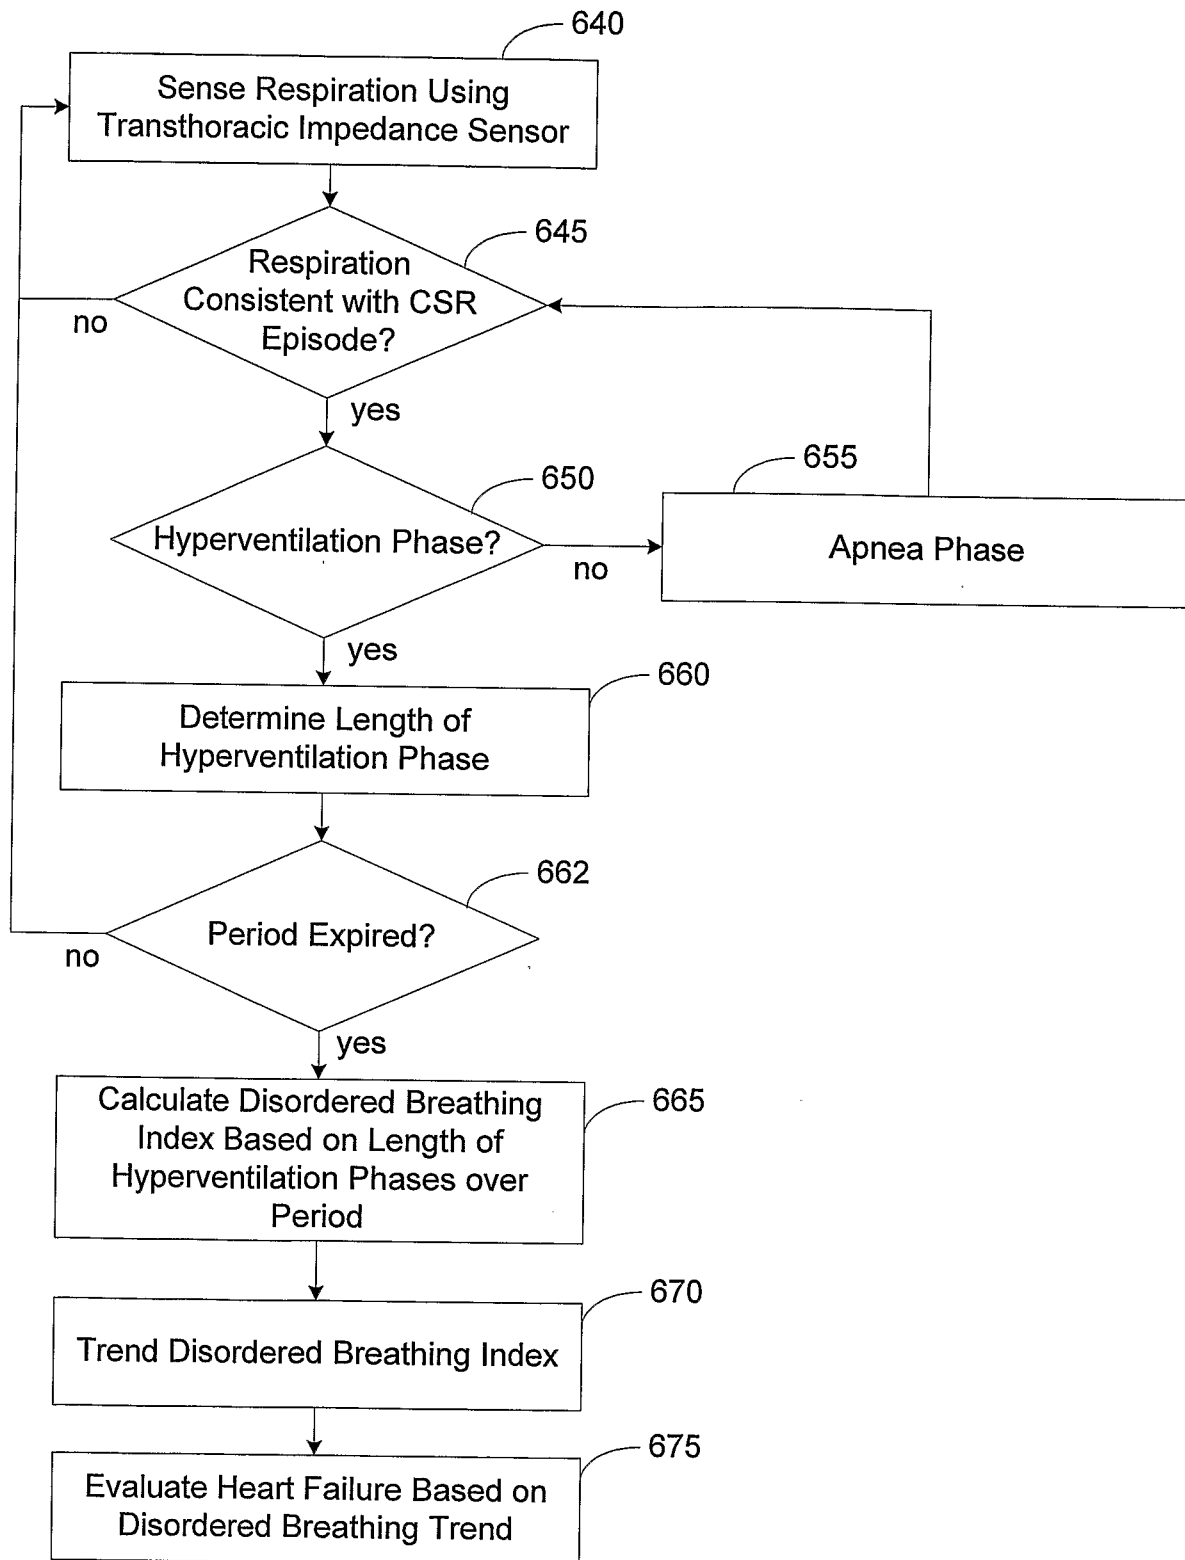 640
Sense Respiration Using
Transthoracic Impedance Sensor
645
Respiration
Consistent with CSR
Episode?
no
yes
650
655
Hyperventilation Phase?
no
Apnea Phase
yes
660
Determine Length of
Hyperventilation Phase
662
Period Expired?
no
yes
Calculate Disordered Breathing
Index Based on Length of
Hyperventilation Phases over
Period
665
670
Trend Disordered Breathing Index
675
Evaluate Heart Failure Based on
Disordered Breathing Trend